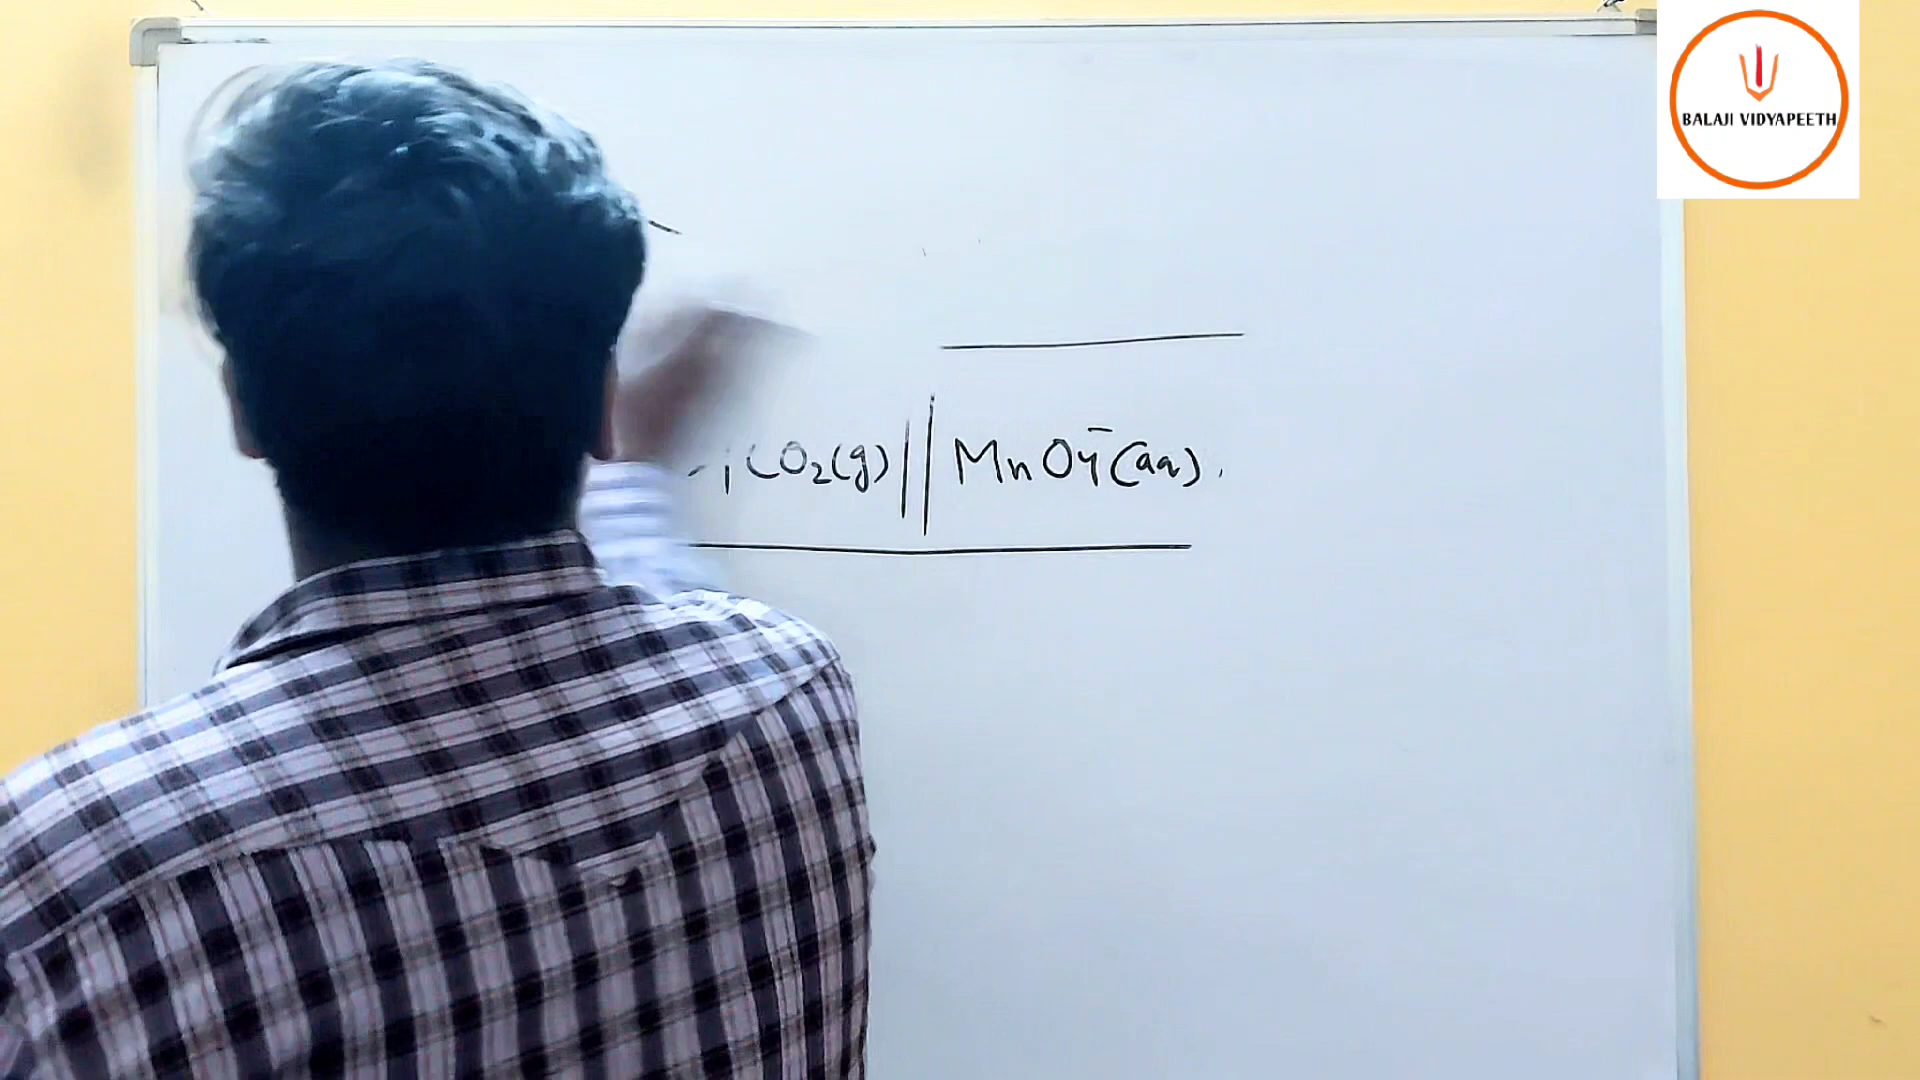 BALAJI VIDYAPEETH
CO₂(g) || MnO₄⁻(aq).